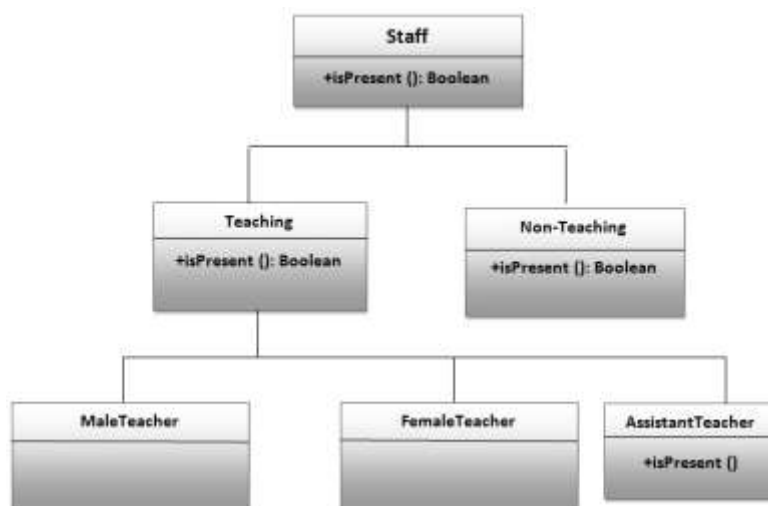 Staff
+isPresent (): Boolean
Teaching
+isPresent (): Boolean
Non-Teaching
+isPresent (): Boolean
MaleTeacher
FemaleTeacher
AssistantTeacher
+isPresent ()